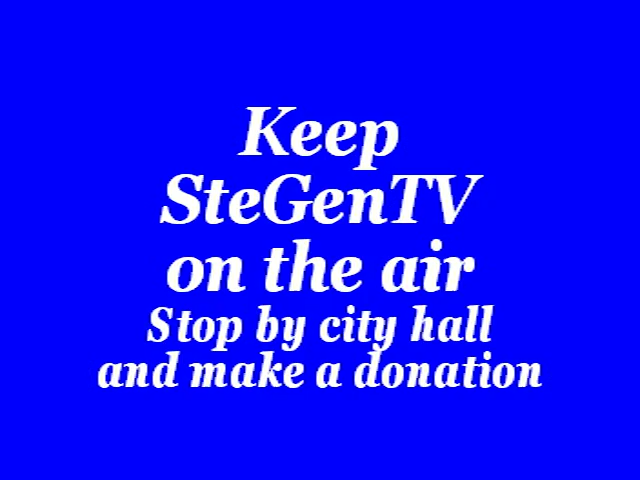 Keep
SteGenTV
on the air
Stop by city hall
and make a donation